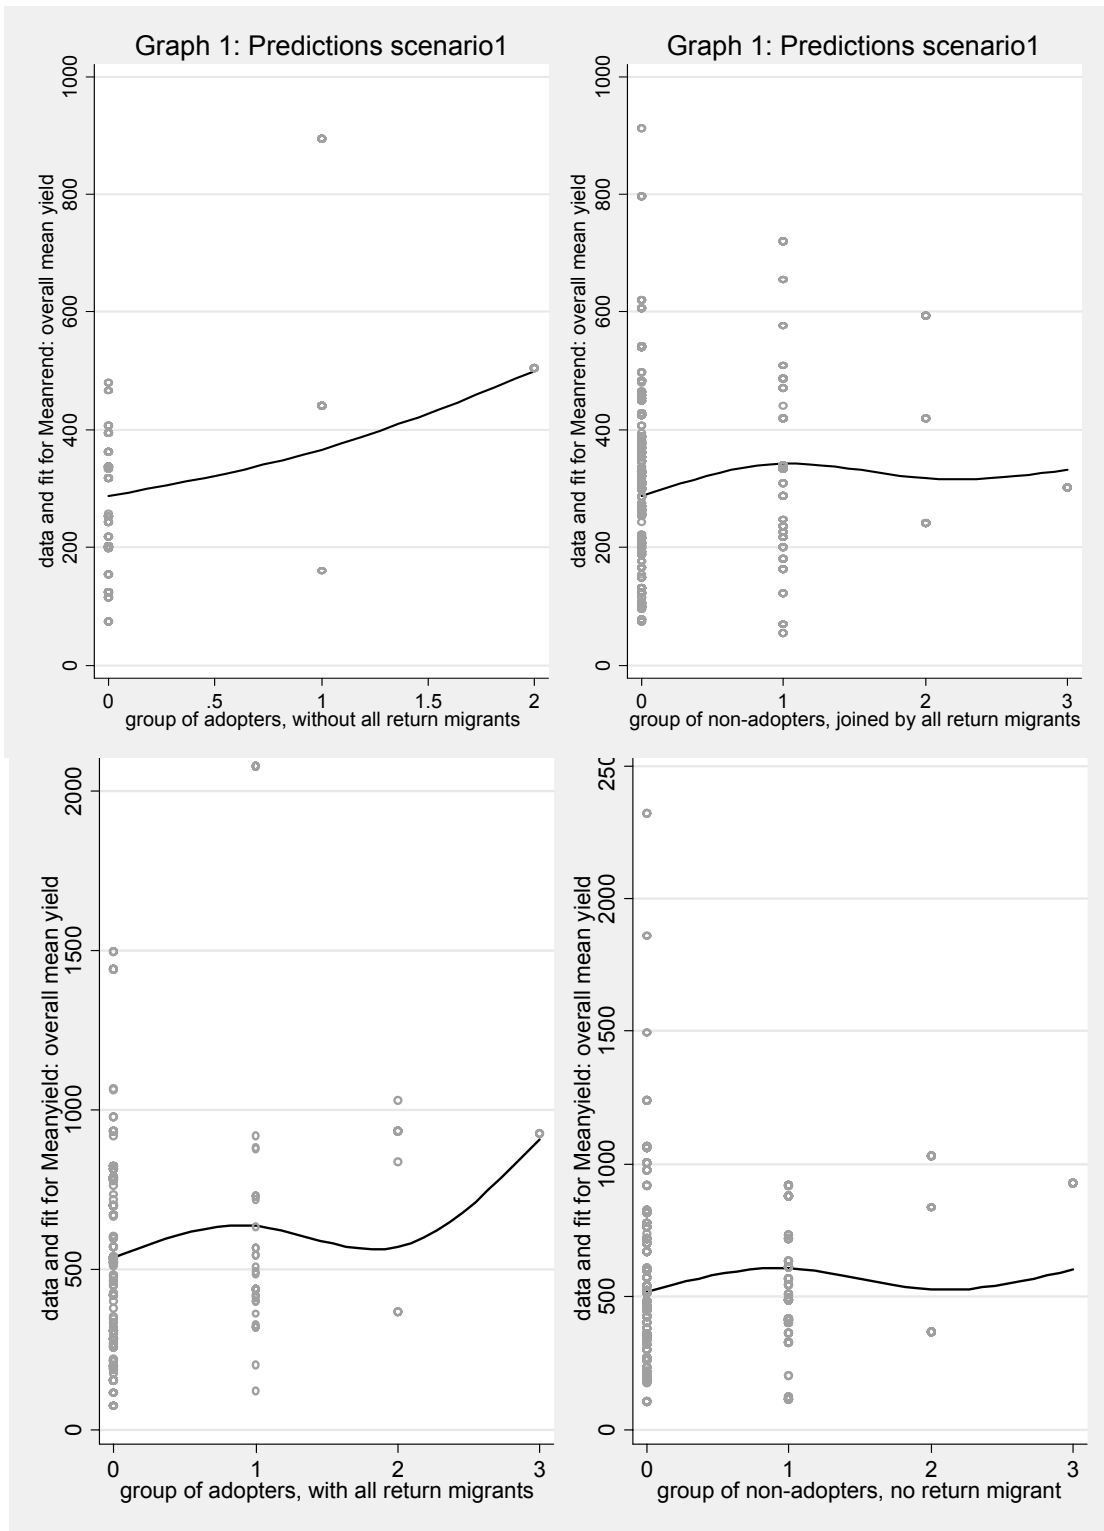 Graph 1: Predictions scenario1
data and fit for Meanrend: overall mean yield
1000
800
600
400
200
0
0 .5 1 1.5 2
group of adopters, without all return migrants
Graph 1: Predictions scenario1
data and fit for Meanrend: overall mean yield
1000
800
600
400
200
0
0 1 2 3
group of non-adopters, joined by all return migrants
data and fit for Meanyield: overall mean yield
2000
1500
1000
500
0
0 1 2 3
group of adopters, with all return migrants
data and fit for Meanyield: overall mean yield
250
2000
1500
1000
500
0
0 1 2 3
group of non-adopters, no return migrant